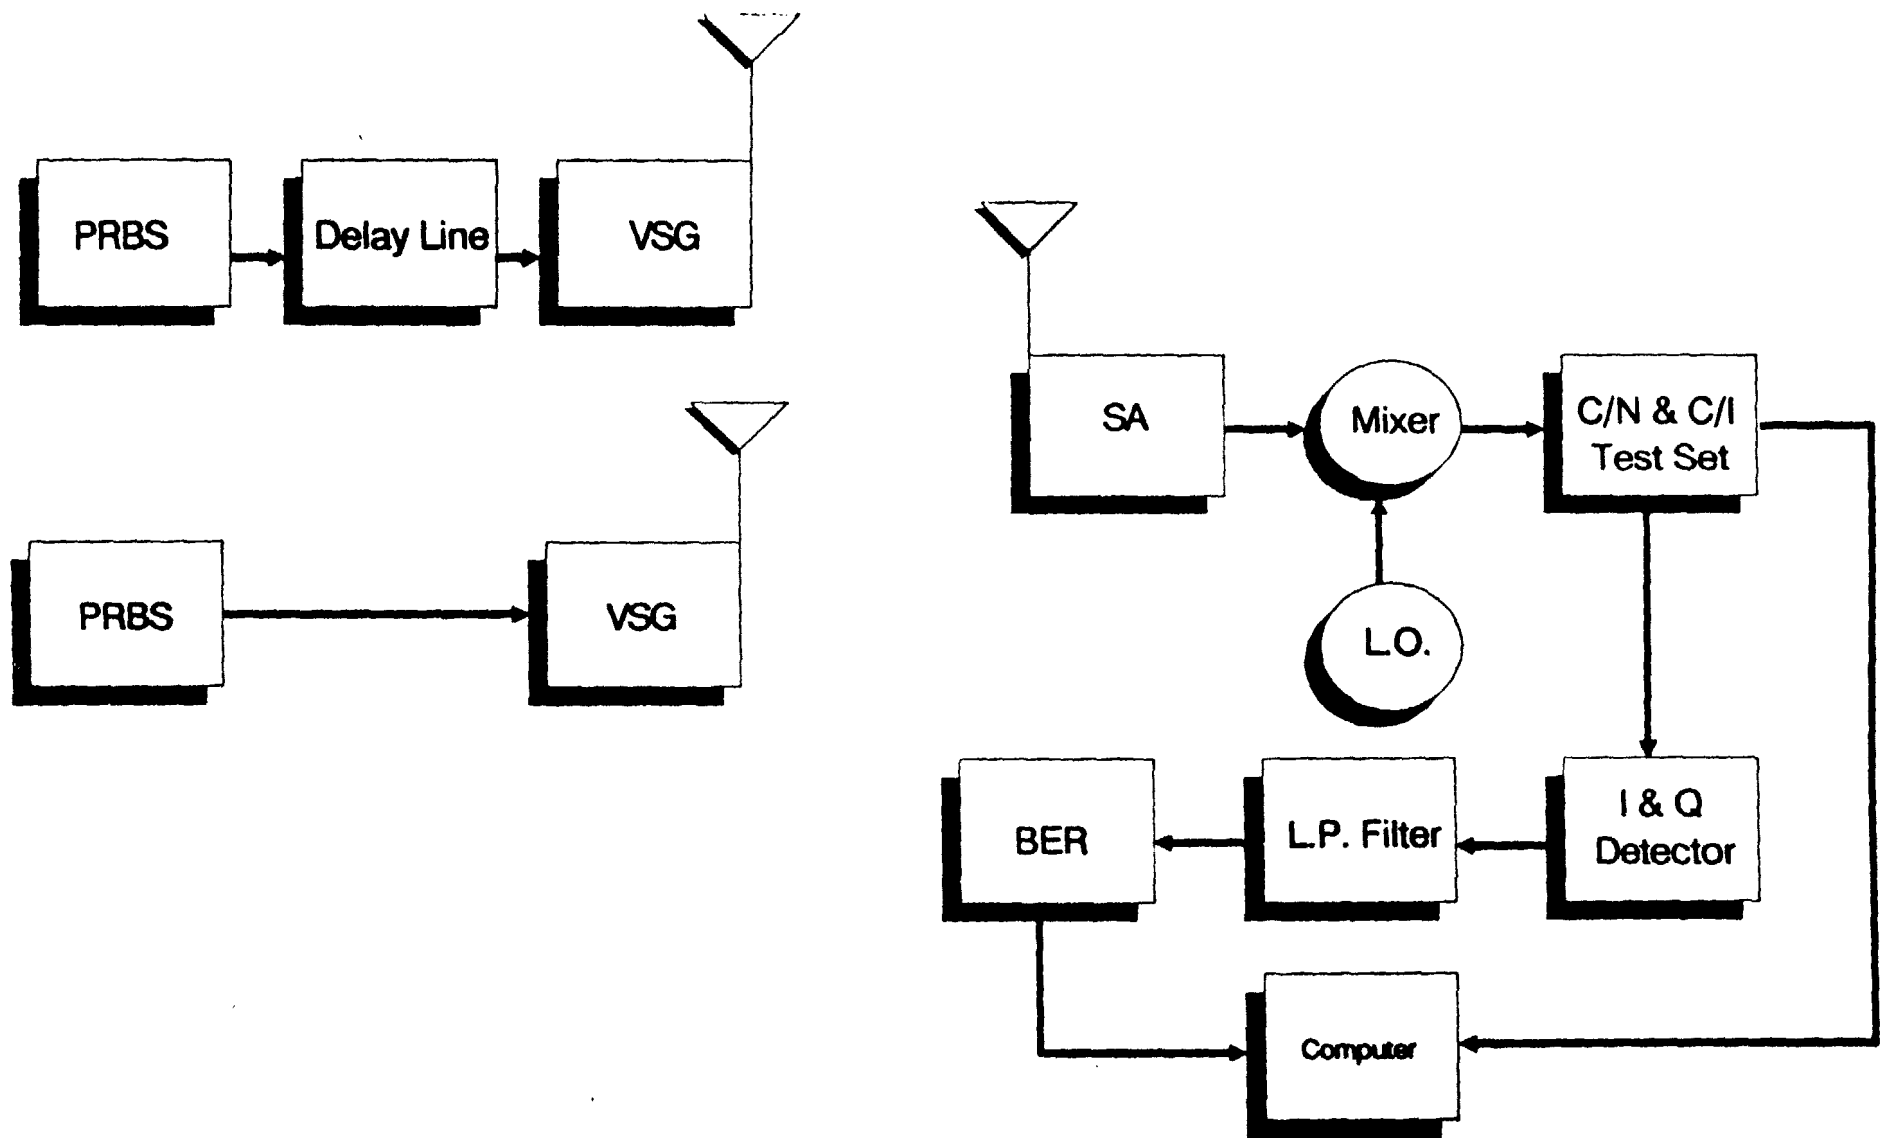 PRBS
Delay Line
VSG
PRBS
VSG
SA
Mixer
C/N & C/I
Test Set
L.O.
BER
L.P. Filter
I & Q
Detector
Computer